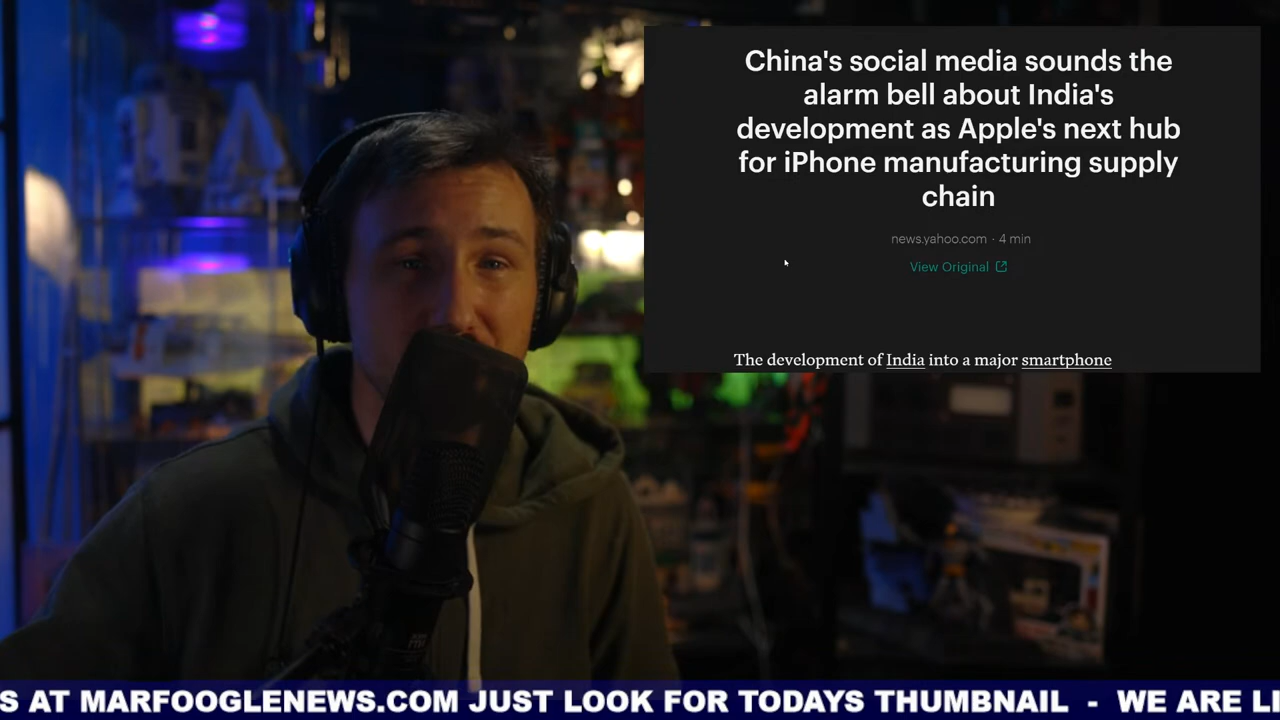 China's social media sounds the
alarm bell about India's
development as Apple's next hub
for iPhone manufacturing supply
chain
news.yahoo.com · 4 min
View Original
The development of India into a major smartphone
S AT MARFOOGLENEWS.COM JUST LOOK FOR TODAYS THUMBNAIL - WE ARE LI